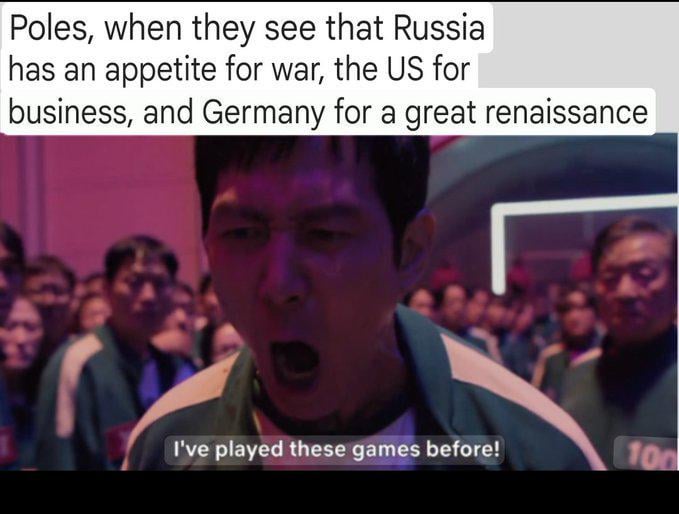 Poles, when they see that Russia
has an appetite for war, the US for
business, and Germany for a great renaissance
I've played these games before!
100